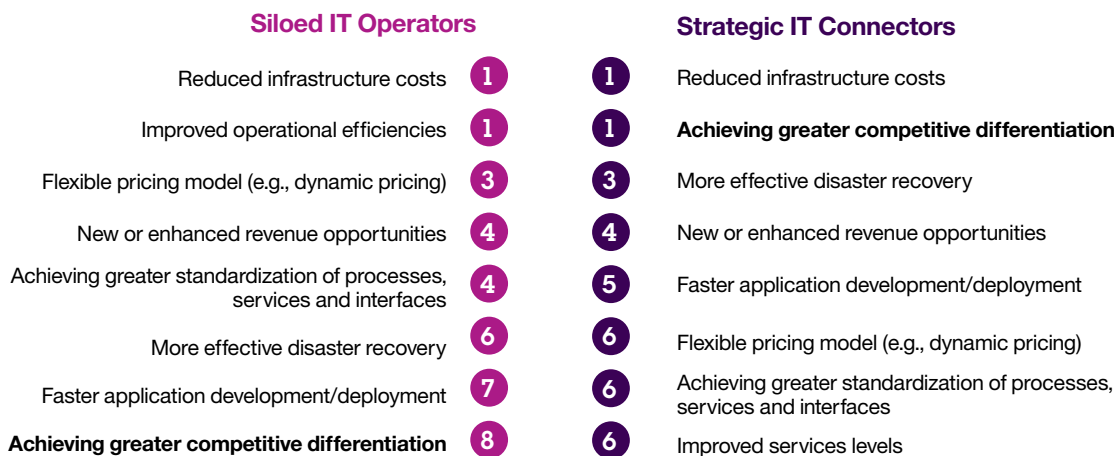 Siloed IT Operators
Reduced infrastructure costs 1
Improved operational efficiencies 1
Flexible pricing model (e.g., dynamic pricing) 3
New or enhanced revenue opportunities 4
Achieving greater standardization of processes,
services and interfaces 4
More effective disaster recovery 6
Faster application development/deployment 7
Achieving greater competitive differentiation 8
Strategic IT Connectors
1 Reduced infrastructure costs
1 Achieving greater competitive differentiation
3 More effective disaster recovery
4 New or enhanced revenue opportunities
5 Faster application development/deployment
6 Flexible pricing model (e.g., dynamic pricing)
6 Achieving greater standardization of processes,
services and interfaces
6 Improved services levels